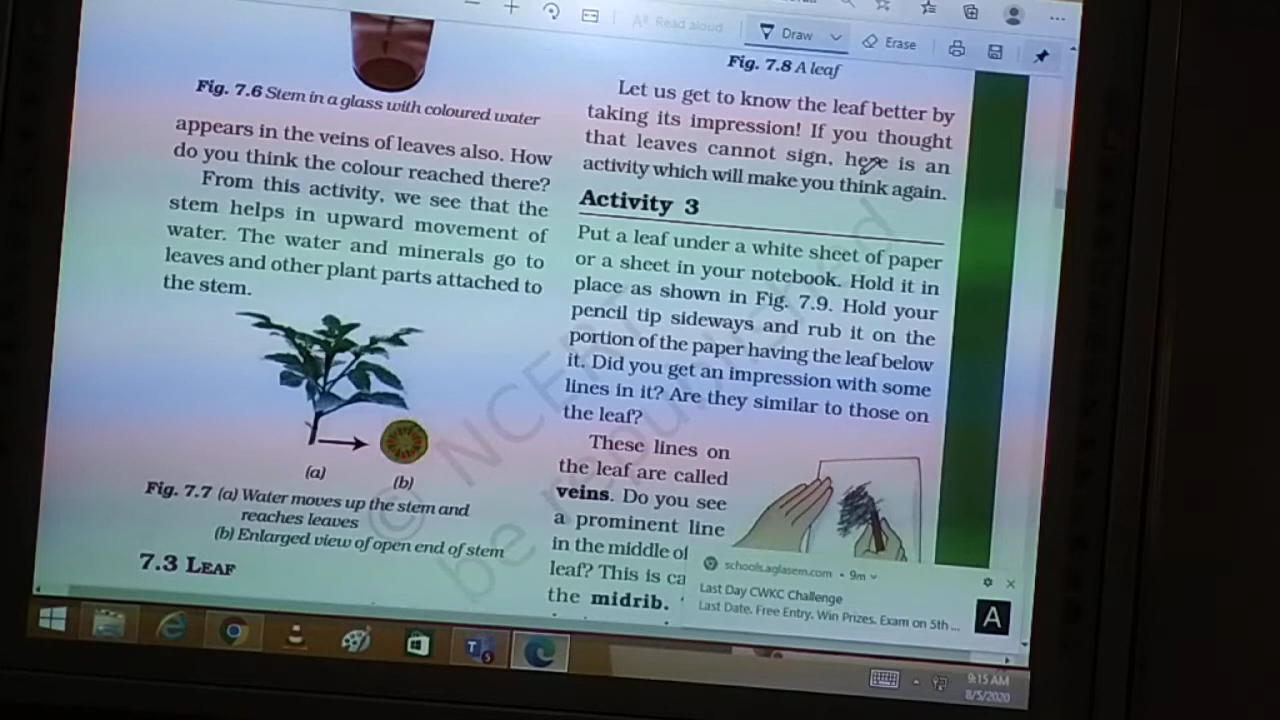 Read aloud
Draw
Erase
Fig. 7.6 Stem in a glass with coloured water
appears in the veins of leaves also. How
do you think the colour reached there?
From this activity, we see that the
stem helps in upward movement of
water. The water and minerals go to
leaves and other plant parts attached to
the stem.
(a)
(b)
Fig. 7.7 (a) Water moves up the stem and
reaches leaves
(b) Enlarged view of open end of stem
7.3 LEAF
Fig. 7.8 A leaf
Let us get to know the leaf better by
taking its impression! If you thought
that leaves cannot sign, here is an
activity which will make you think again.
Activity 3
Put a leaf under a white sheet of paper
or a sheet in your notebook. Hold it in
place as shown in Fig. 7.9. Hold your
pencil tip sideways and rub it on the
portion of the paper having the leaf below
it. Did you get an impression with some
lines in it? Are they similar to those on
the leaf?
These lines on
the leaf are called
veins. Do you see
a prominent line
in the middle of
leaf? This is ca
the midrib.
© NCERT
be republished
schools.aglasem.com • 9m
Last Day CWKC Challenge
Last Date. Free Entry. Win Prizes. Exam on 5th ...
A
9:15 AM
8/5/2020